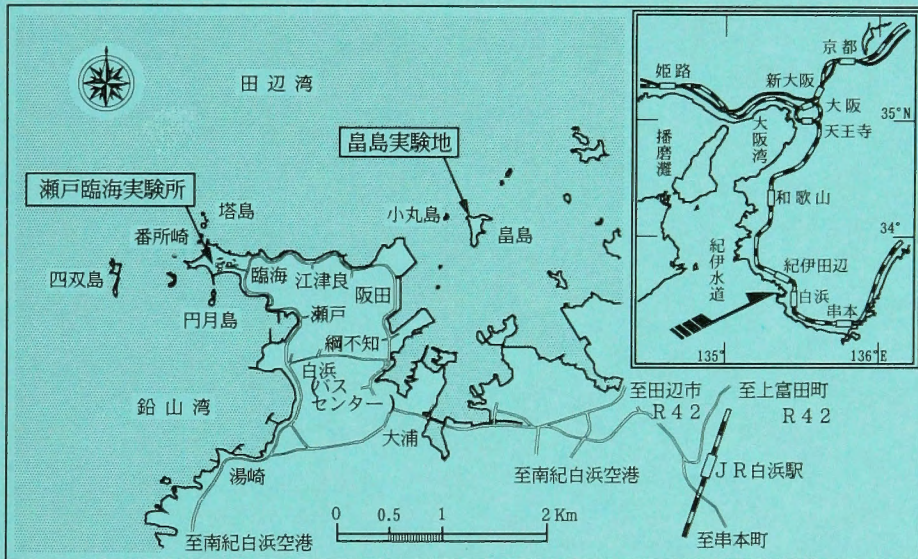 田辺湾
畠島実験地
瀬戸臨海実験所
塔島
番所崎
四双島
円月島
小丸島
畠島
臨海
江津良
阪田
瀬戸
綱不知
白浜
バス
センター
鉛山湾
大浦
湯崎
至南紀白浜空港
至南紀白浜空港
至田辺市
R42
至上富田町
R42
JR白浜駅
至串本町
0 0.5 1 2 Km
京都
姫路
新大阪
大阪
天王寺
35°N
播磨灘
大阪湾
和歌山
34°
紀伊水道
紀伊田辺
白浜
串本
135°
136°E